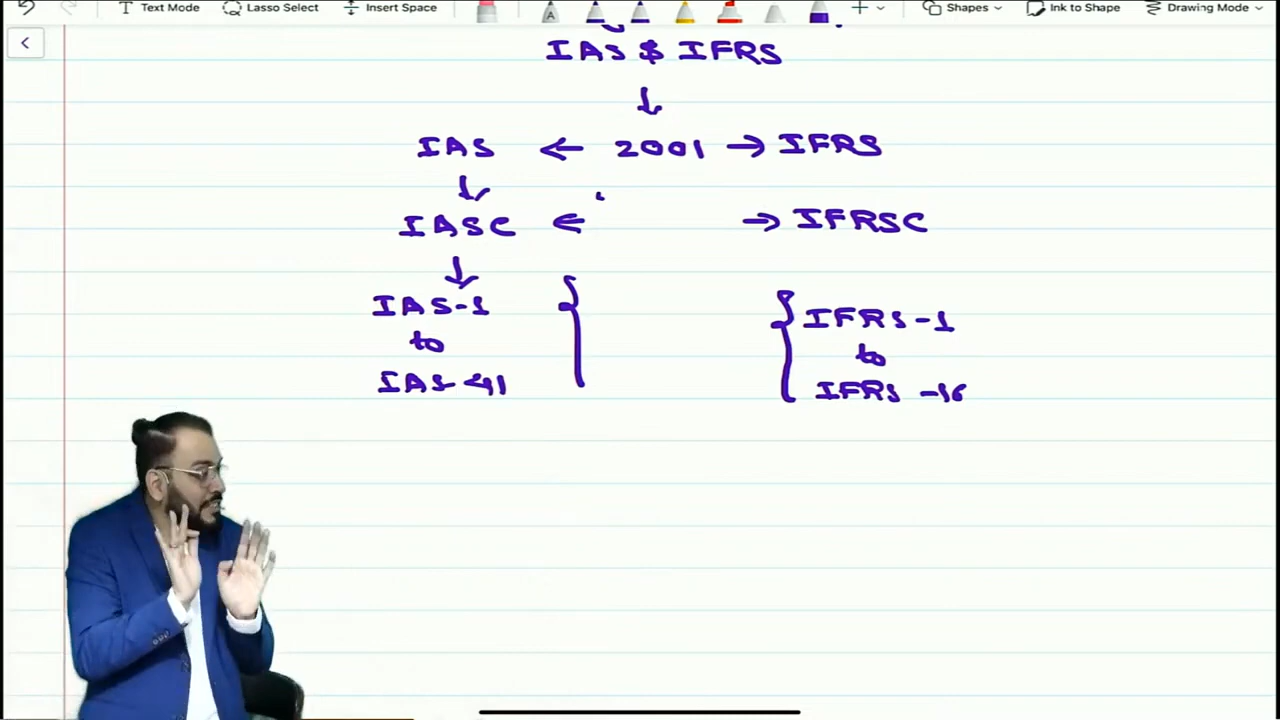 Text Mode Lasso Select Insert Space Shapes Ink to Shape Drawing Mode
IAS $ IFRS
IAS ← 2001 → IFRS
IASC ← → IFRSC
IAS-1 IFRS-1
to to
IAS-41 IFRS-16